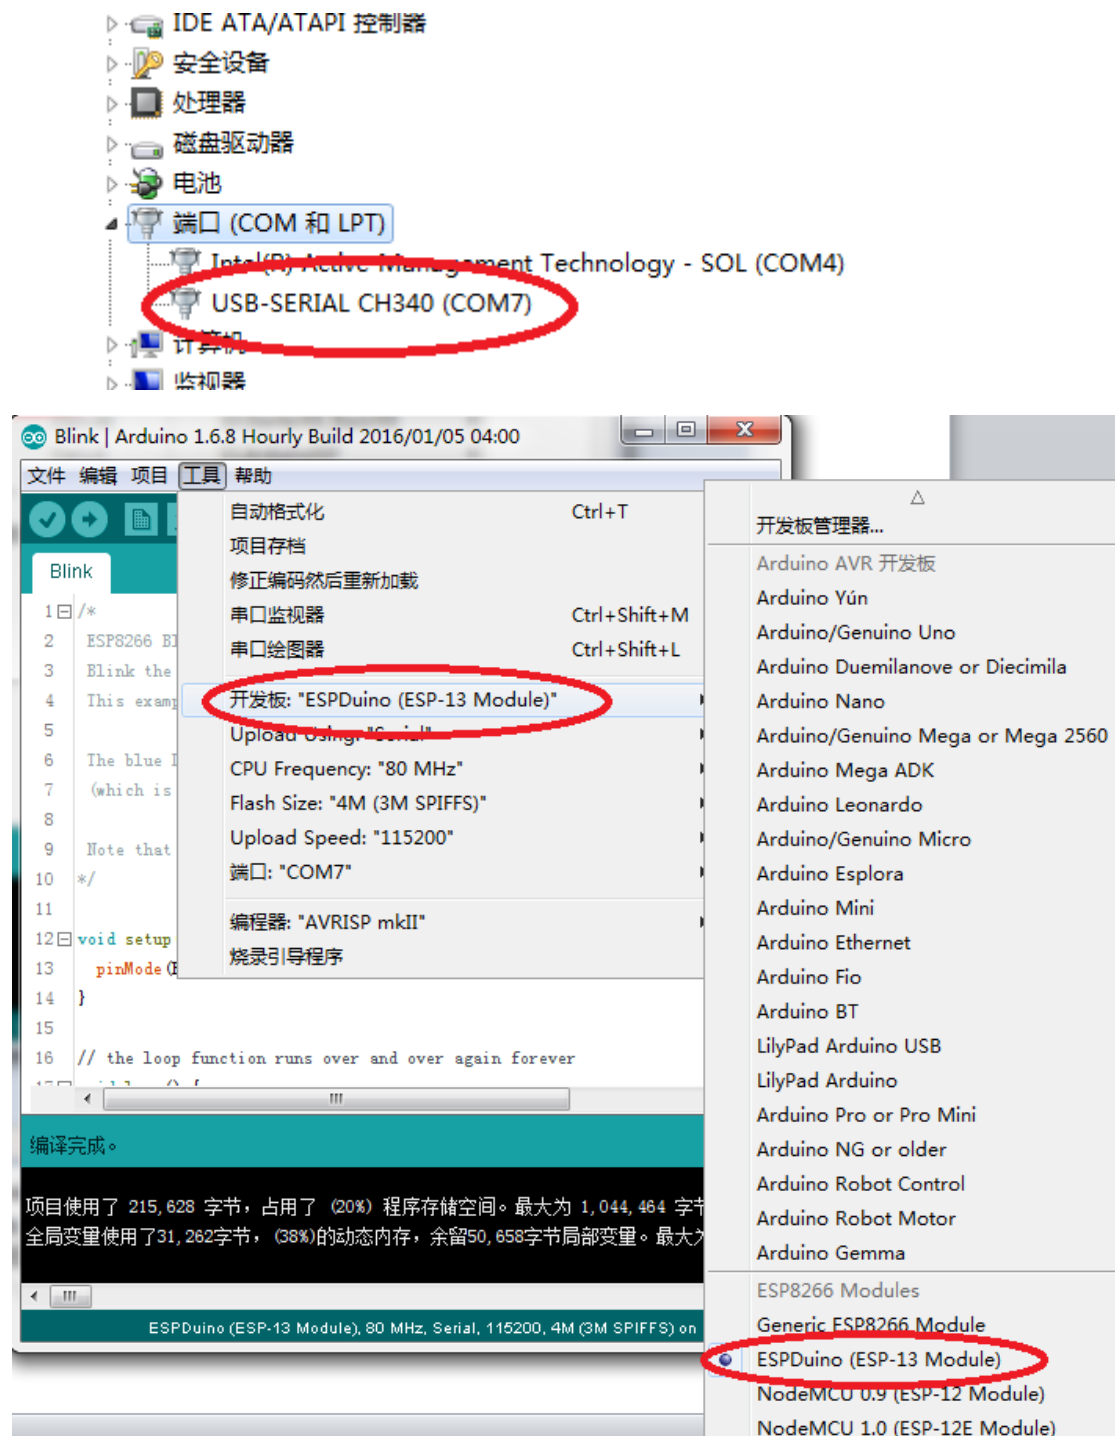 IDE ATA/ATAPI 控制器
安全设备
处理器
磁盘驱动器
电池
端口 (COM 和 LPT)
Intel(R) Active Management Technology - SOL (COM4)
USB-SERIAL CH340 (COM7)
计算机
监视器
Blink | Arduino 1.6.8 Hourly Build 2016/01/05 04:00
文件 编辑 项目 工具 帮助
自动格式化 Ctrl+T
项目存档
修正编码然后重新加载
串口监视器 Ctrl+Shift+M
串口绘图器 Ctrl+Shift+L
开发板: "ESPDuino (ESP-13 Module)"
Upload Using: "Serial"
CPU Frequency: "80 MHz"
Flash Size: "4M (3M SPIFFS)"
Upload Speed: "115200"
端口: "COM7"
编程器: "AVRISP mkII"
烧录引导程序
Blink
1 /*
2 ESP8266
3 Blink the
4 This
5
6 The blue
7 (which is
8
9 Note that
10 */
11
12 void setup
13 pinMode(
14 }
15
16 // the loop function runs over and over again forever
编译完成。
项目使用了 215,628 字节，占用了 (20%) 程序存储空间。最大为 1,044,464
全局变量使用了31,262字节，(38%)的动态内存，余留50,658字节局部变量。最大
ESPDuino (ESP-13 Module), 80 MHz, Serial, 115200, 4M (3M SPIFFS) on
开发板管理器...
Arduino AVR 开发板
Arduino Yún
Arduino/Genuino Uno
Arduino Duemilanove or Diecimila
Arduino Nano
Arduino/Genuino Mega or Mega 2560
Arduino Mega ADK
Arduino Leonardo
Arduino/Genuino Micro
Arduino Esplora
Arduino Mini
Arduino Ethernet
Arduino Fio
Arduino BT
LilyPad Arduino USB
LilyPad Arduino
Arduino Pro or Pro Mini
Arduino NG or older
Arduino Robot Control
Arduino Robot Motor
Arduino Gemma
ESP8266 Modules
Generic ESP8266 Module
ESPDuino (ESP-13 Module)
NodeMCU 0.9 (ESP-12 Module)
NodeMCU 1.0 (ESP-12E Module)